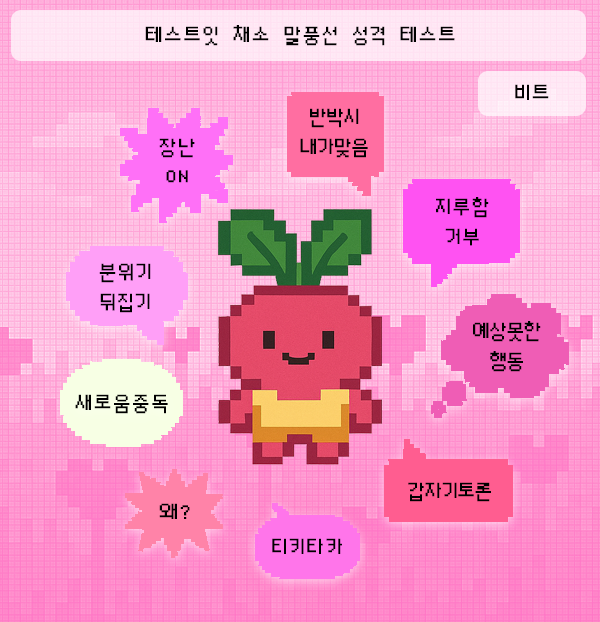 테스트잇 채소 말풍선 성격 테스트
비트
반박시
내가맞음
장난
ON
지루함
거부
분위기
뒤집기
예상못한
행동
새로움중독
갑자기토론
왜?
티키타카